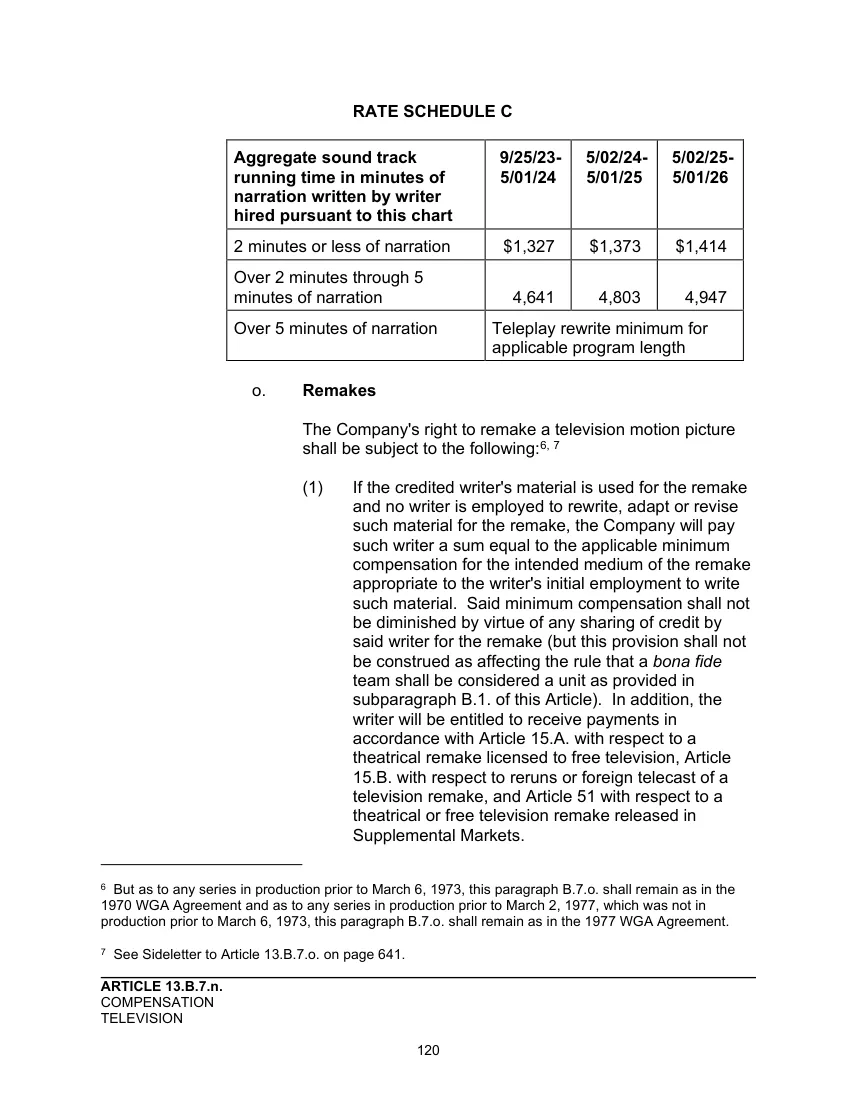 RATE SCHEDULE C
Aggregate sound track
running time in minutes of
narration written by writer
hired pursuant to this chart
9/25/23-
5/01/24
5/02/24-
5/01/25
5/02/25-
5/01/26
2 minutes or less of narration $1,327 $1,373 $1,414
Over 2 minutes through 5
minutes of narration 4,641 4,803 4,947
Over 5 minutes of narration
Teleplay rewrite minimum for
applicable program length
o. Remakes
The Company's right to remake a television motion picture
shall be subject to the following:6, 7
(1) If the credited writer's material is used for the remake
and no writer is employed to rewrite, adapt or revise
such material for the remake, the Company will pay
such writer a sum equal to the applicable minimum
compensation for the intended medium of the remake
appropriate to the writer's initial employment to write
such material. Said minimum compensation shall not
be diminished by virtue of any sharing of credit by
said writer for the remake (but this provision shall not
be construed as affecting the rule that a bona fide
team shall be considered a unit as provided in
subparagraph B.1. of this Article). In addition, the
writer will be entitled to receive payments in
accordance with Article 15.A. with respect to a
theatrical remake licensed to free television, Article
15.B. with respect to reruns or foreign telecast of a
television remake, and Article 51 with respect to a
theatrical or free television remake released in
Supplemental Markets.
6 But as to any series in production prior to March 6, 1973, this paragraph B.7.o. shall remain as in the
1970 WGA Agreement and as to any series in production prior to March 2, 1977, which was not in
production prior to March 6, 1973, this paragraph B.7.o. shall remain as in the 1977 WGA Agreement.
7 See Sideletter to Article 13.B.7.o. on page 641.
ARTICLE 13.B.7.n.
COMPENSATION
TELEVISION
120